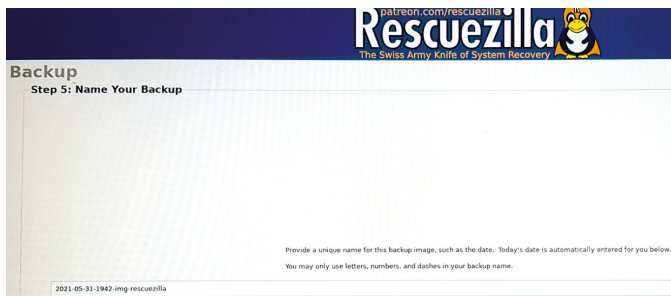 patreon.com/rescuezilla
Rescuezilla
The Swiss Army Knife of System Recovery
Backup
Step 5: Name Your Backup
Provide a unique name for this backup image, such as the date. Today's date is automatically entered for you below.
You may only use letters, numbers, and dashes in your backup name.
2021-05-31-1942-img-rescuezilla